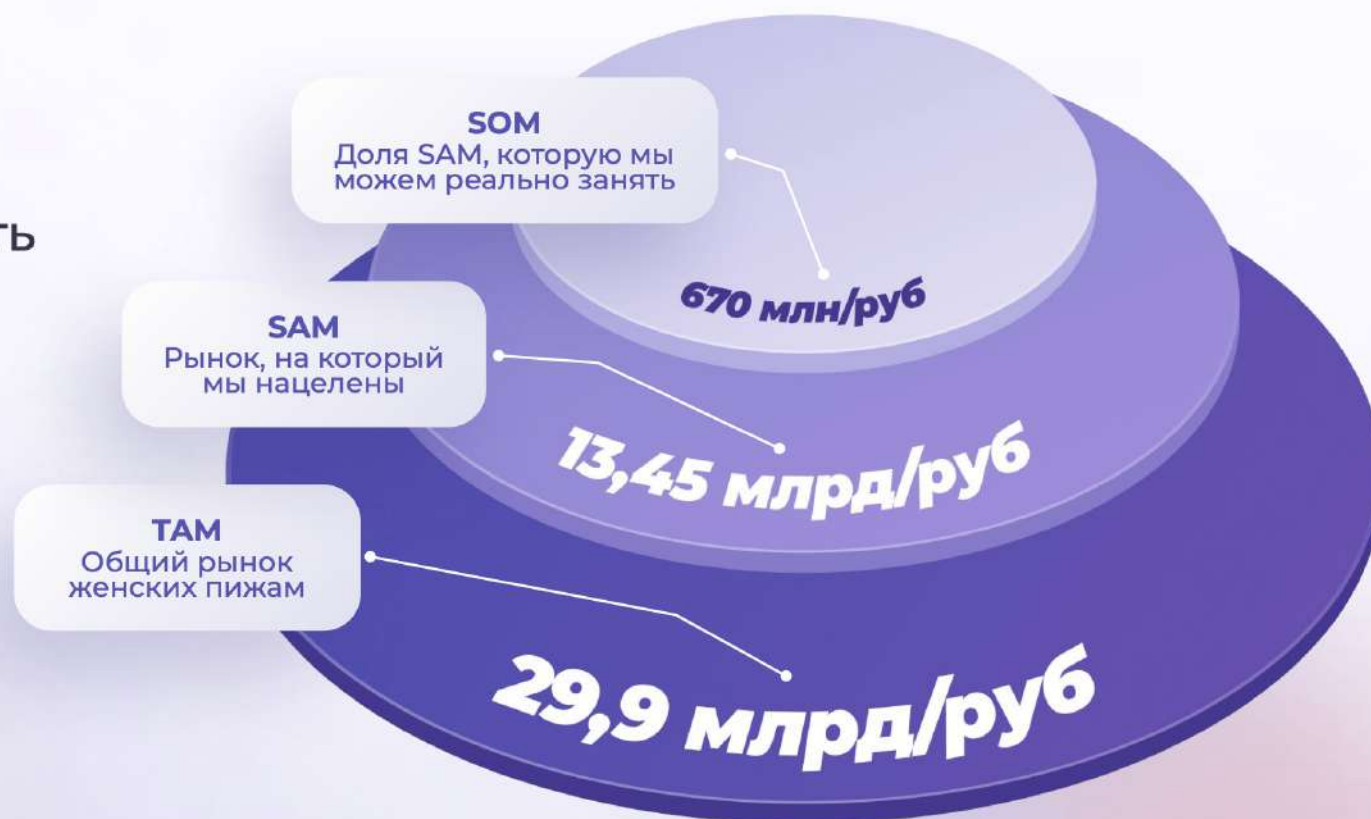 SOM
Доля SAM, которую мы
можем реально занять
670 млн/руб
ть
SAM
Рынок, на который
мы нацелены
13,45 млрд/руб
TAM
Общий рынок
женских пижам
29,9 млрд/руб